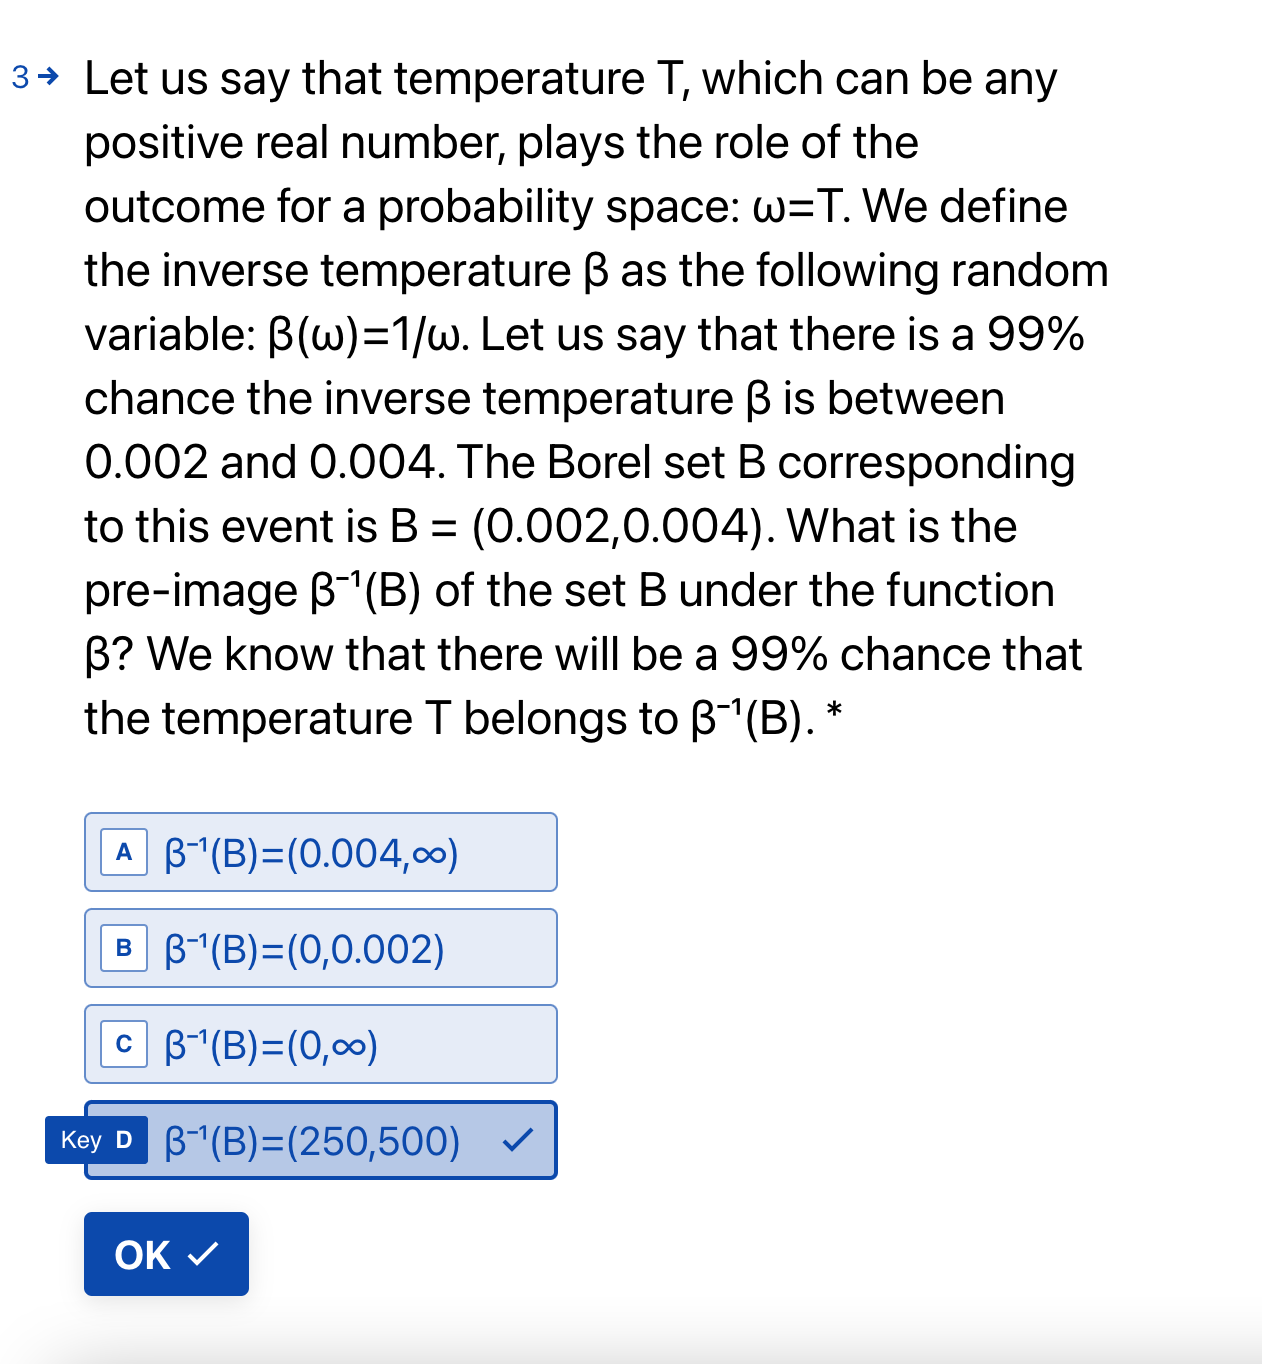 3→ Let us say that temperature T, which can be any
positive real number, plays the role of the
outcome for a probability space: ω=T. We define
the inverse temperature β as the following random
variable: β(ω)=1/ω. Let us say that there is a 99%
chance the inverse temperature β is between
0.002 and 0.004. The Borel set B corresponding
to this event is B = (0.002,0.004). What is the
pre-image β⁻¹(B) of the set B under the function
β? We know that there will be a 99% chance that
the temperature T belongs to β⁻¹(B). *
A β⁻¹(B)=(0.004,∞)
B β⁻¹(B)=(0,0.002)
C β⁻¹(B)=(0,∞)
Key D β⁻¹(B)=(250,500)
OK